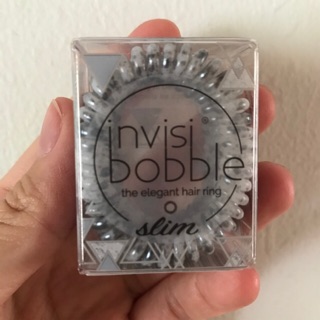 invisi
bobble
the elegant hair ring
slim